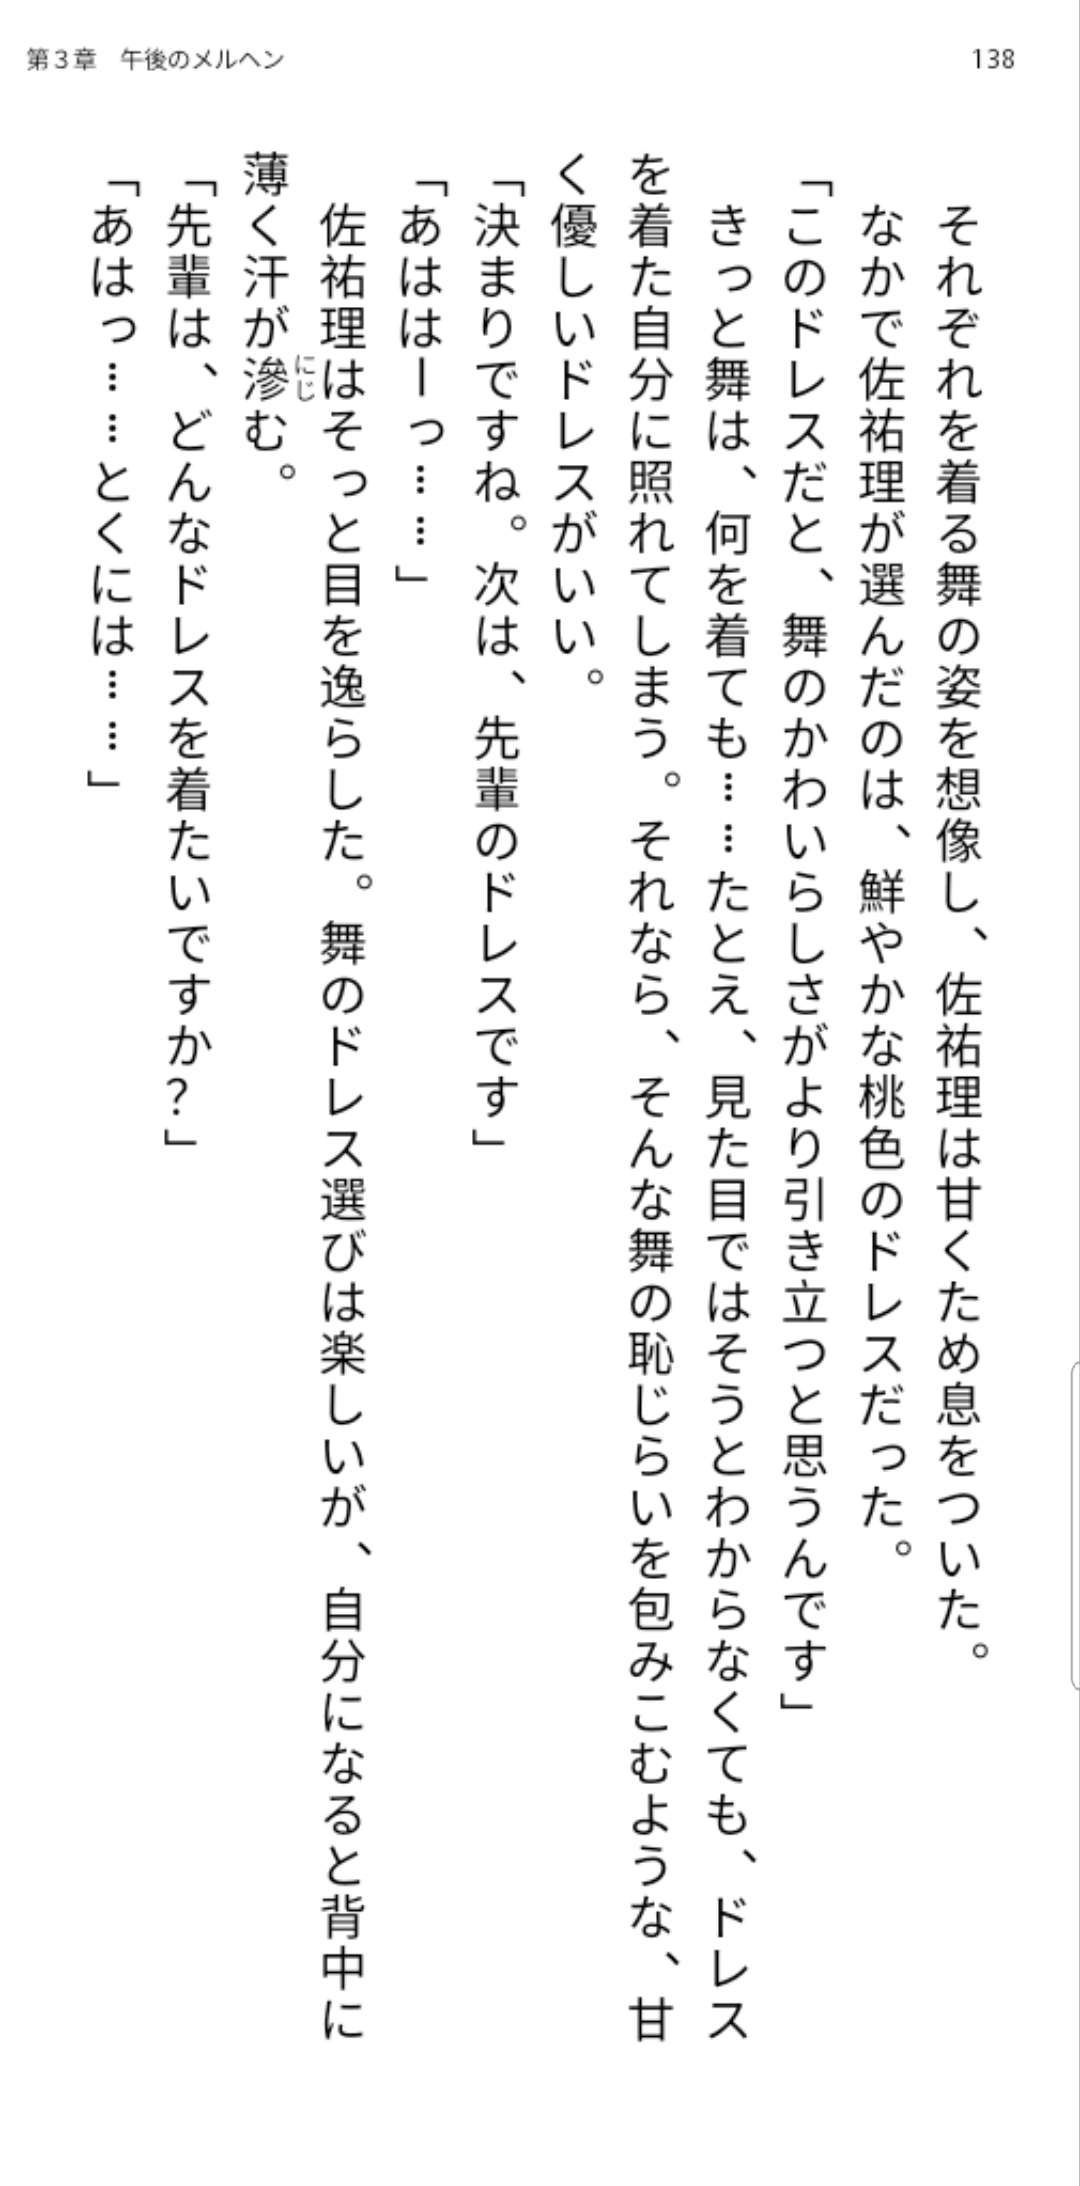 第３章　午後のメルヘン
138
それぞれを着る舞の姿を想像し、佐祐理は甘くため息をついた。
なかで佐祐理が選んだのは、鮮やかな桃色のドレスだった。
「このドレスだと、舞のかわいらしさがより引き立つと思うんです」
きっと舞は、何を着ても……たとえ、見た目ではそうとわからなくても、ドレス
を着た自分に照れてしまう。それなら、そんな舞の恥じらいを包みこむような、甘
く優しいドレスがいい。
「決まりですね。次は、先輩のドレスです」
「あははーっ……」
佐祐理はそっと目を逸らした。舞のドレス選びは楽しいが、自分になると背中に
にじ
薄く汗が滲む。
「先輩は、どんなドレスを着たいですか？」
「あはっ……とくには……」